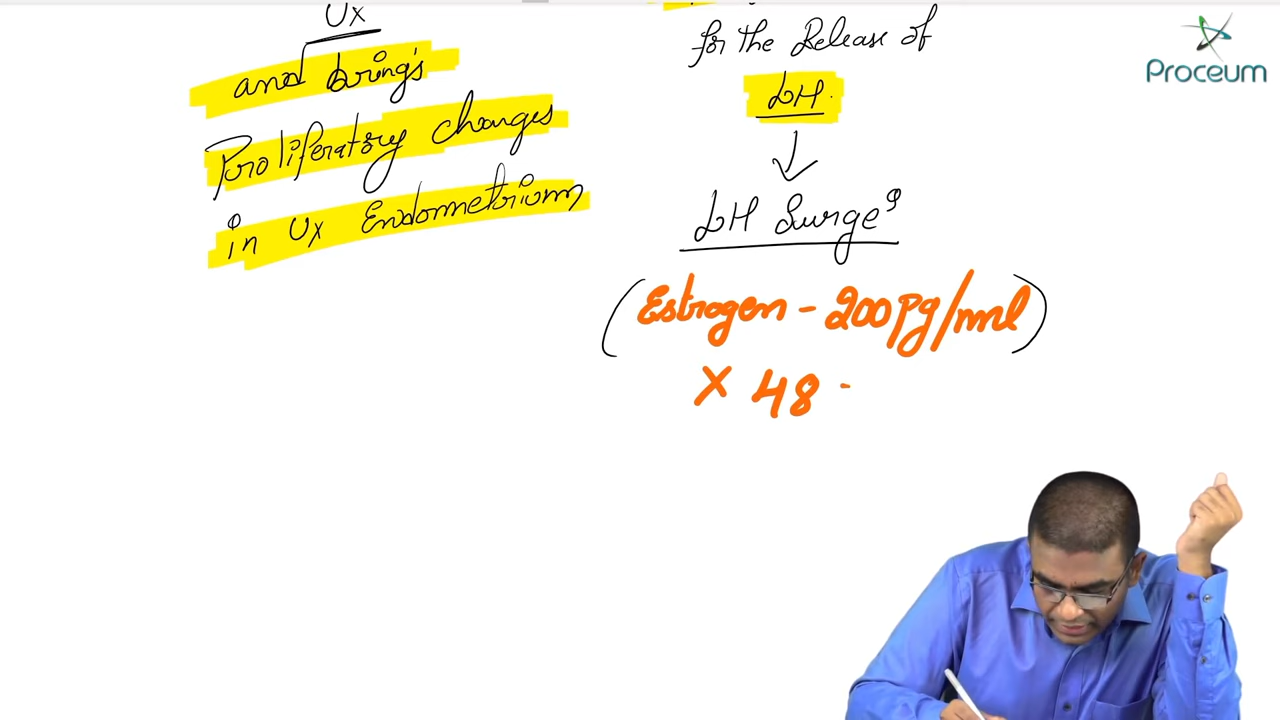 Ux
and brings
Proliferatory changes
in Ux Endometrium
for the Release of
LH.
LH Surge
(Estrogen - 200 pg/ml)
X 48
Proceum